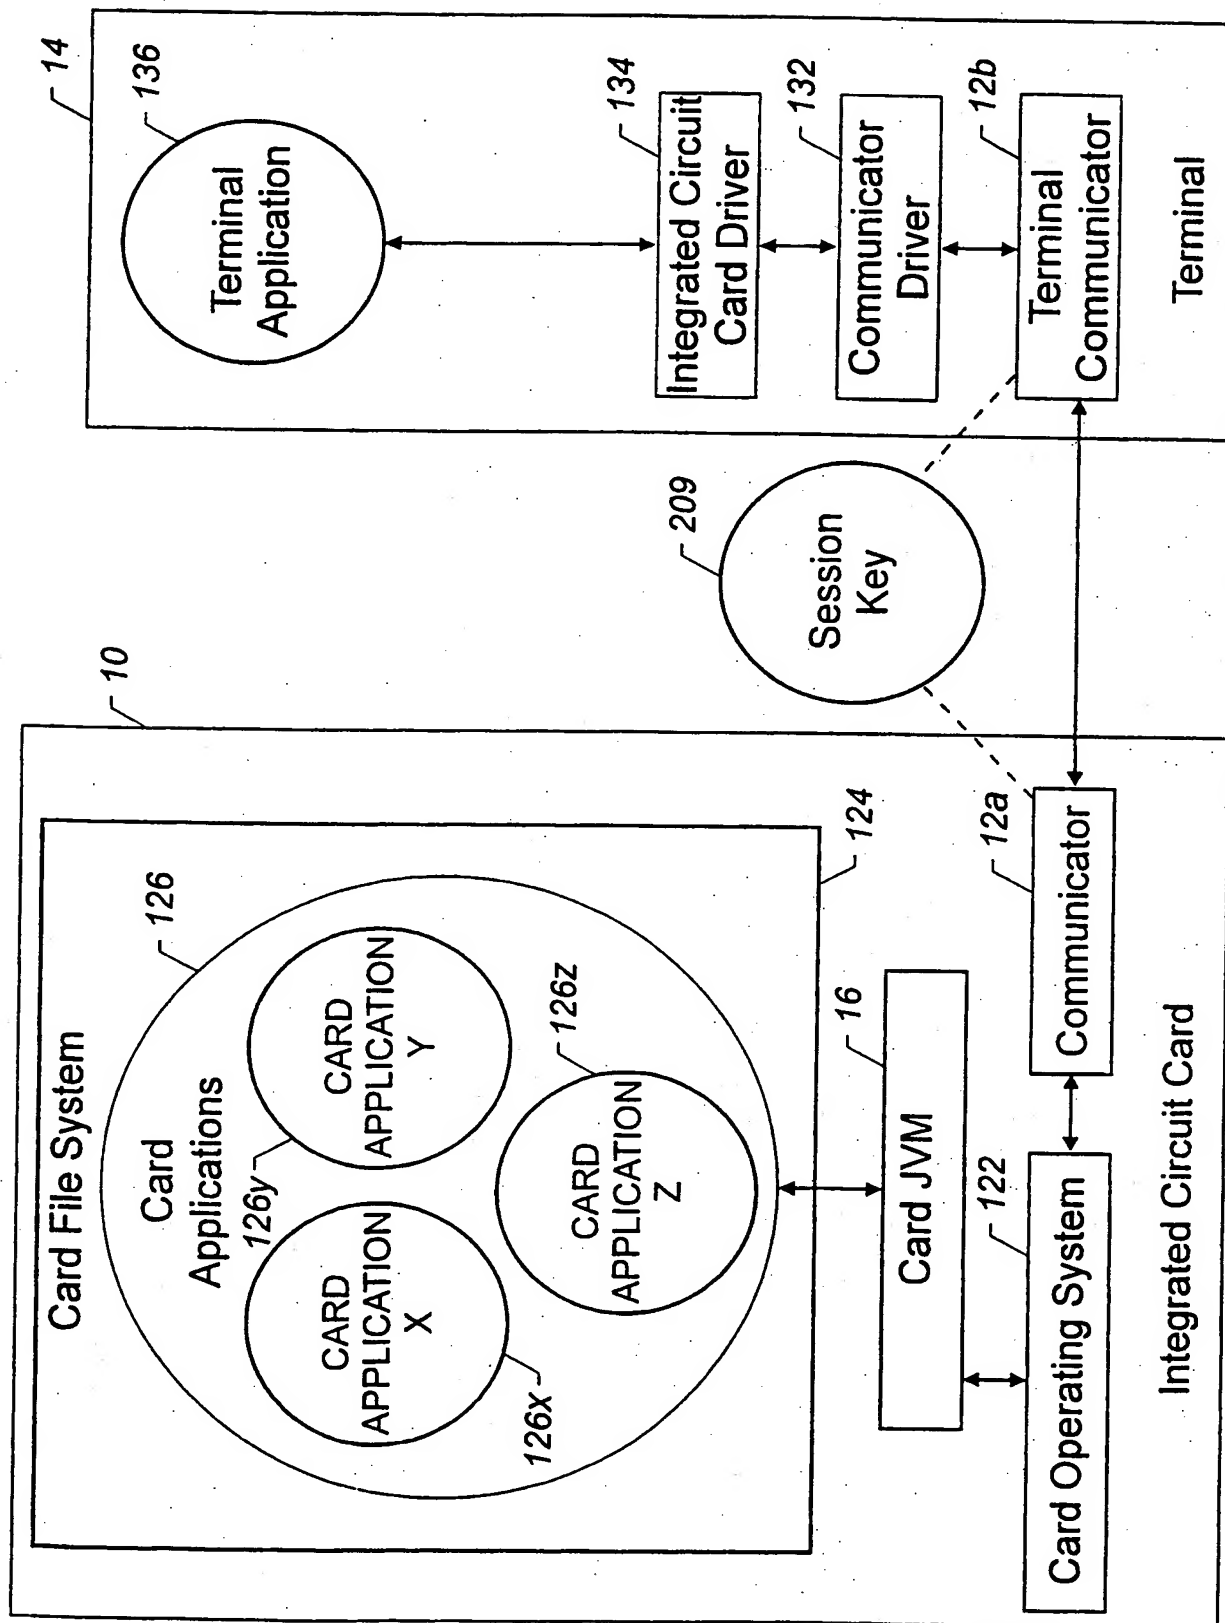 10
Card File System
Card
Applications
126
CARD
APPLICATION
X
126x
CARD
APPLICATION
Y
126y
CARD
APPLICATION
Z
126z
124
Card JVM
16
Card Operating System
122
Communicator
12a
Integrated Circuit Card
Session
Key
209
14
Terminal
Application
136
Integrated Circuit
Card Driver
134
Communicator
Driver
132
Terminal
Communicator
12b
Terminal